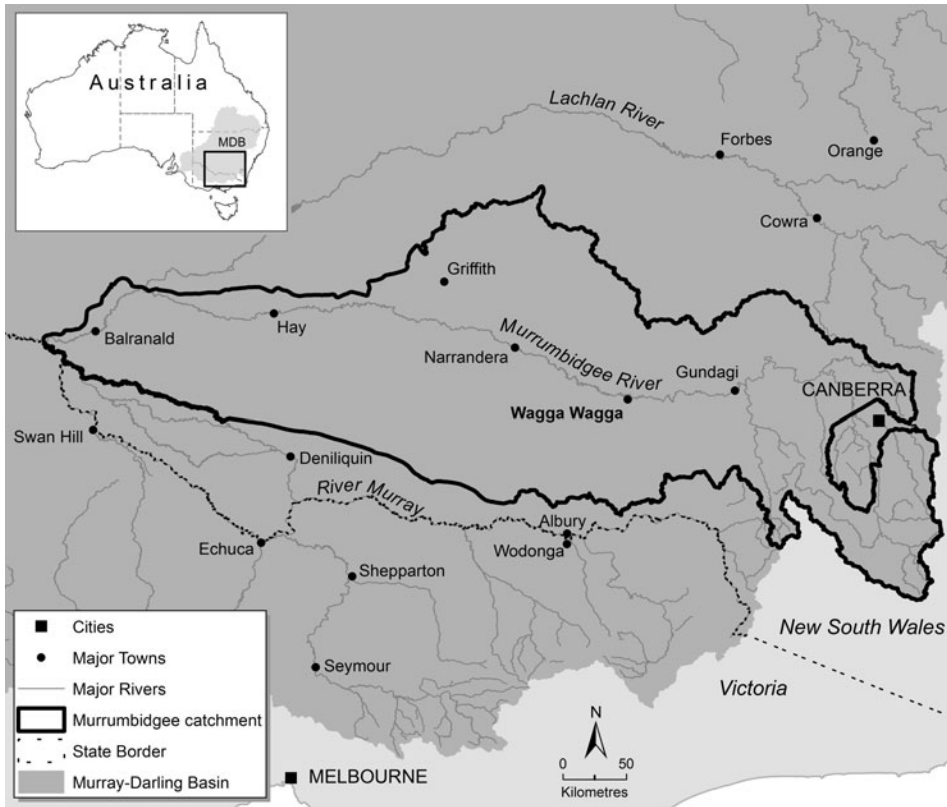 Australia
MDB
Lachlan River
Forbes
Orange
Cowra
Griffith
Hay
Balranald
Murrumbidgee River
Narrandera
Gundagi
CANBERRA
Wagga Wagga
Swan Hill
Deniliquin
River Murray
Albury
Echuca
Wodonga
Shepparton
New South Wales
Seymour
Victoria
MELBOURNE
N
0 50
Kilometres
Cities
Major Towns
Major Rivers
Murrumbidgee catchment
State Border
Murray-Darling Basin